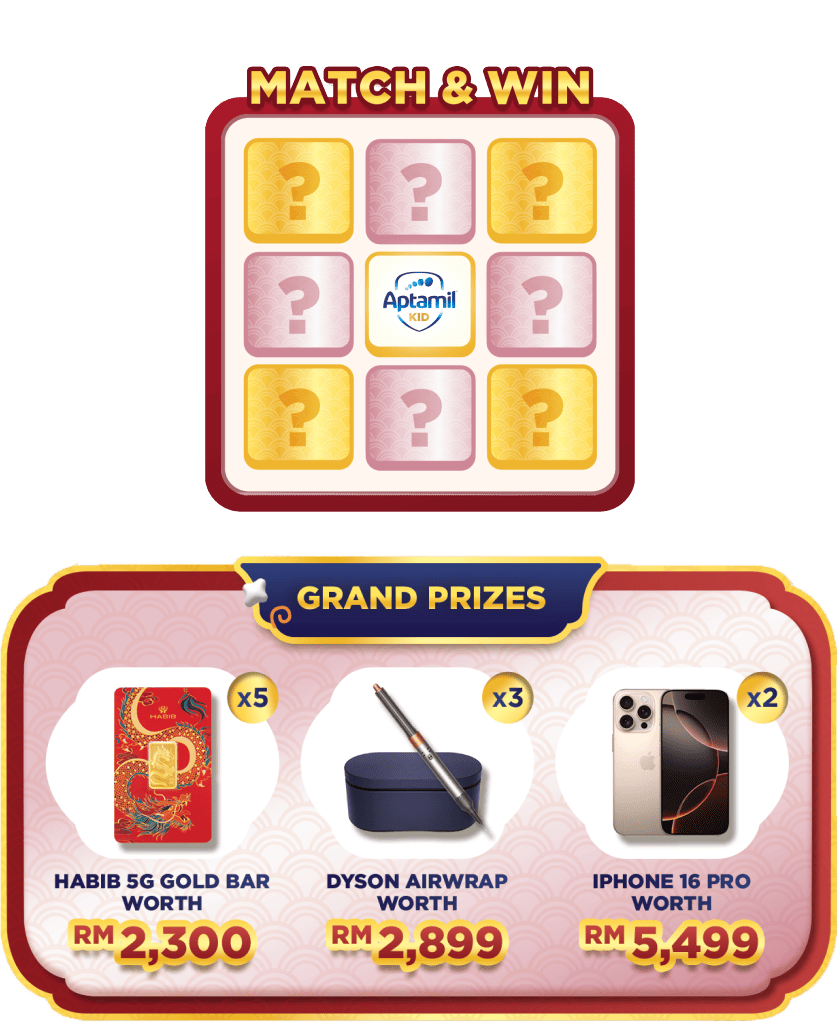 MATCH & WIN
? ? ?
?
Aptamil
KID
?
? ? ?
GRAND PRIZES
x5
HABIB
x3
x2
HABIB 5G GOLD BAR
WORTH
RM 2,300
DYSON AIRWRAP
WORTH
RM 2,899
IPHONE 16 PRO
WORTH
RM 5,499